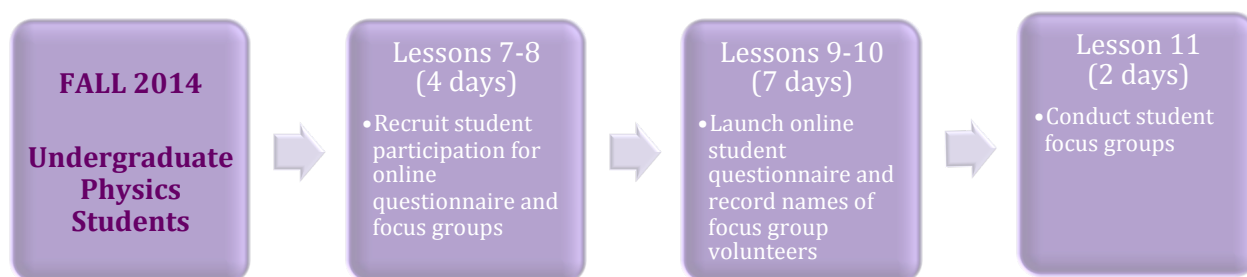 FALL 2014
Undergraduate
Physics
Students
Lessons 7-8
(4 days)
•Recruit student
participation for
online
questionnaire and
focus groups
Lessons 9-10
(7 days)
•Launch online
student
questionnaire and
record names of
focus group
volunteers
Lesson 11
(2 days)
•Conduct student
focus groups